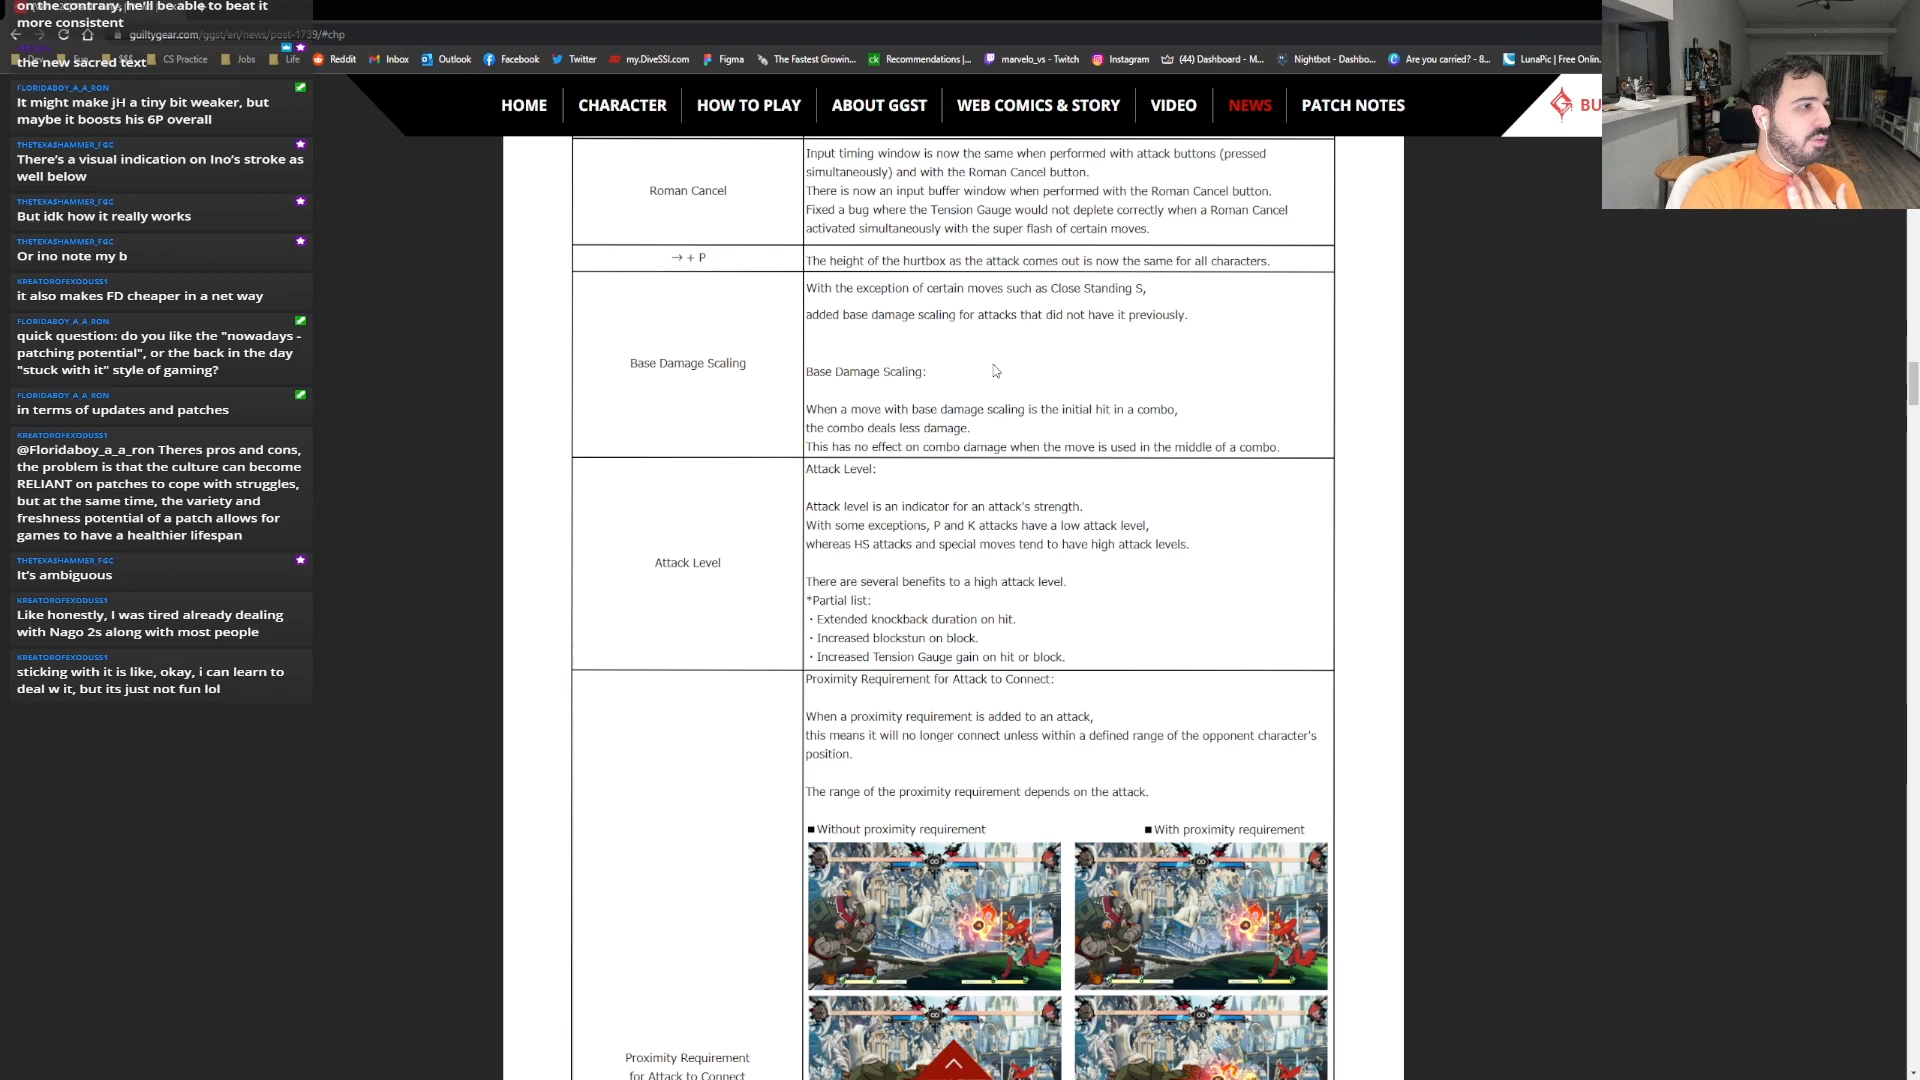 on the contrary, he'll be able to beat it
more consistent
the new sacred text
FLORIDABOY_A_A_RON
It might make jH a tiny bit weaker, but
maybe it boosts his 6P overall
THETEXASHAMMER_FGC
There's a visual indication on Ino's stroke as
well below
THETEXASHAMMER_FGC
But idk how it really works
THETEXASHAMMER_FGC
Or ino note my b
KREATOROFEXODUSS1
it also makes FD cheaper in a net way
FLORIDABOY_A_A_RON
quick question: do you like the "nowadays -
patching potential", or the back in the day
"stuck with it" style of gaming?
FLORIDABOY_A_A_RON
in terms of updates and patches
KREATOROFEXODUSS1
@Floridaboy_a_a_ron Theres pros and cons,
the problem is that the culture can become
RELIANT on patches to cope with struggles,
but at the same time, the variety and
freshness potential of a patch allows for
games to have a healthier lifespan
THETEXASHAMMER_FGC
It's ambiguous
KREATOROFEXODUSS1
Like honestly, I was tired already dealing
with Nago 2s along with most people
KREATOROFEXODUSS1
sticking with it is like, okay, i can learn to
deal w it, but its just not fun lol
guiltygear.com/ggst/en/news/post-1739/#chp
$$$ CS Practice Jobs Life Reddit Inbox Outlook Facebook Twitter my.DiveSSI.com Figma The Fastest Growin... Recommendations |... marvelo_vs - Twitch Instagram (44) Dashboard - M... Nightbot - Dashbo... Are you carried? - 8... LunaPic | Free Onlin...
HOME CHARACTER HOW TO PLAY ABOUT GGST WEB COMICS & STORY VIDEO NEWS PATCH NOTES BU
Roman Cancel
Input timing window is now the same when performed with attack buttons (pressed
simultaneously) and with the Roman Cancel button.
There is now an input buffer window when performed with the Roman Cancel button.
Fixed a bug where the Tension Gauge would not deplete correctly when a Roman Cancel
activated simultaneously with the super flash of certain moves.
→ + P
The height of the hurtbox as the attack comes out is now the same for all characters.
Base Damage Scaling
With the exception of certain moves such as Close Standing S,
added base damage scaling for attacks that did not have it previously.
Base Damage Scaling:
When a move with base damage scaling is the initial hit in a combo,
the combo deals less damage.
This has no effect on combo damage when the move is used in the middle of a combo.
Attack Level
Attack Level:
Attack level is an indicator for an attack's strength.
With some exceptions, P and K attacks have a low attack level,
whereas HS attacks and special moves tend to have high attack levels.
There are several benefits to a high attack level.
*Partial list:
・Extended knockback duration on hit.
・Increased blockstun on block.
・Increased Tension Gauge gain on hit or block.
Proximity Requirement
for Attack to Connect
Proximity Requirement for Attack to Connect:
When a proximity requirement is added to an attack,
this means it will no longer connect unless within a defined range of the opponent character's
position.
The range of the proximity requirement depends on the attack.
■ Without proximity requirement
■ With proximity requirement